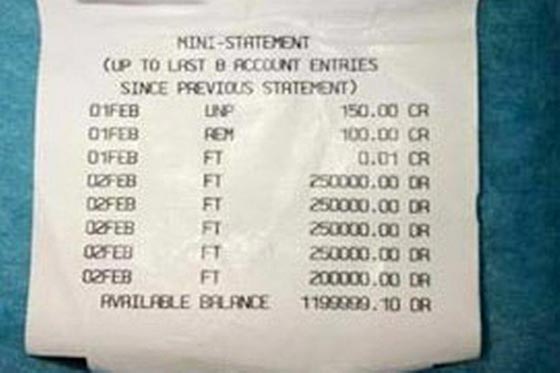 MINI-STATEMENT
(UP TO LAST 8 ACCOUNT ENTRIES
SINCE PREVIOUS STATEMENT)
01FEB UNP 150.00 CR
01FEB REM 100.00 CR
01FEB FT 0.01 CR
02FEB FT 250000.00 DR
02FEB FT 250000.00 DR
02FEB FT 250000.00 DR
02FEB FT 250000.00 DR
02FEB FT 200000.00 DR
AVAILABLE BALANCE 1199999.10 DR